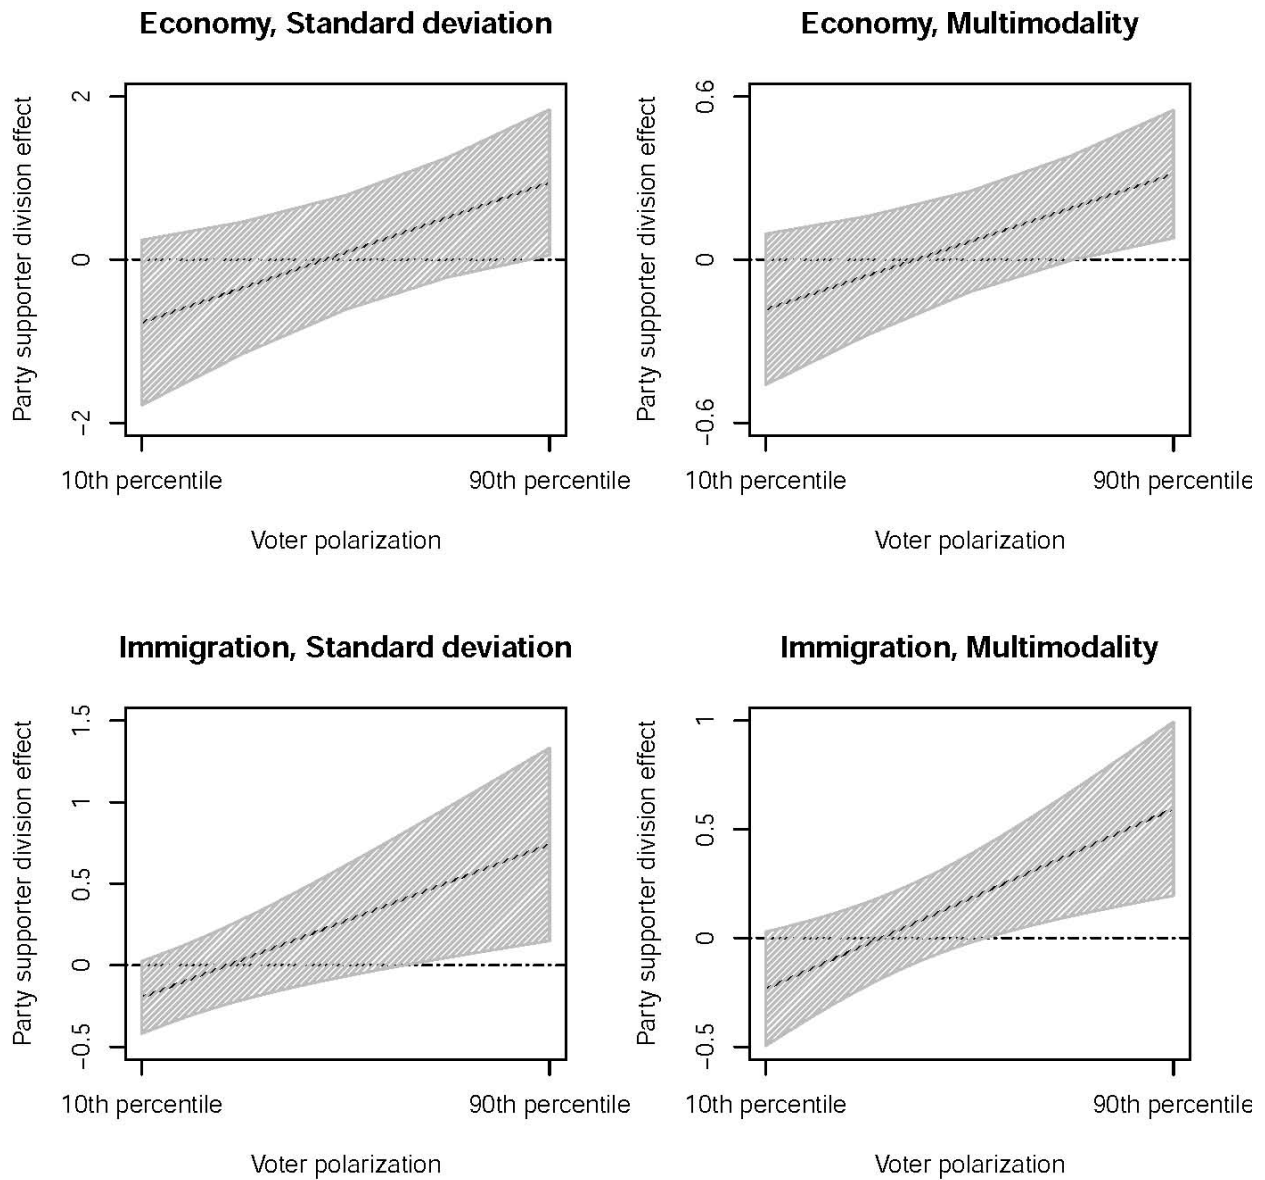 Economy, Standard deviation
Party supporter division effect
2
0
−2
10th percentile
90th percentile
Voter polarization
Economy, Multimodality
Party supporter division effect
0.6
0
−0.6
10th percentile
90th percentile
Voter polarization
Immigration, Standard deviation
Party supporter division effect
1.5
1
0.5
0
−0.5
10th percentile
90th percentile
Voter polarization
Immigration, Multimodality
Party supporter division effect
1
0.5
0
−0.5
10th percentile
90th percentile
Voter polarization